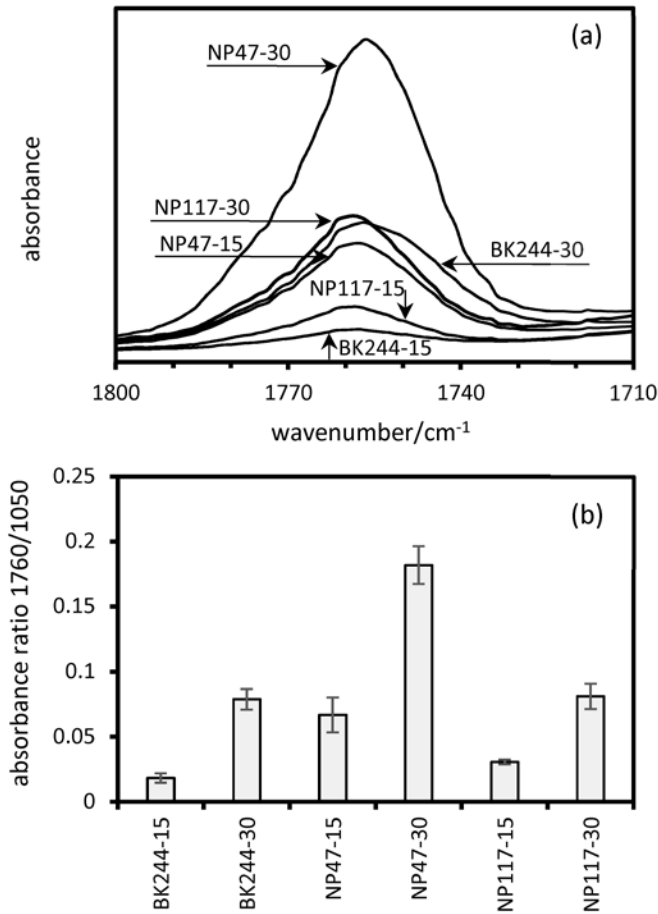 (a)
NP47-30
absorbance
NP117-30
NP47-15
BK244-30
NP117-15
BK244-15
1800 1770 1740 1710
wavenumber/cm⁻¹
0.25
(b)
0.2
0.15
0.1
0.05
0
absorbance ratio 1760/1050
BK244-15
BK244-30
NP47-15
NP47-30
NP117-15
NP117-30